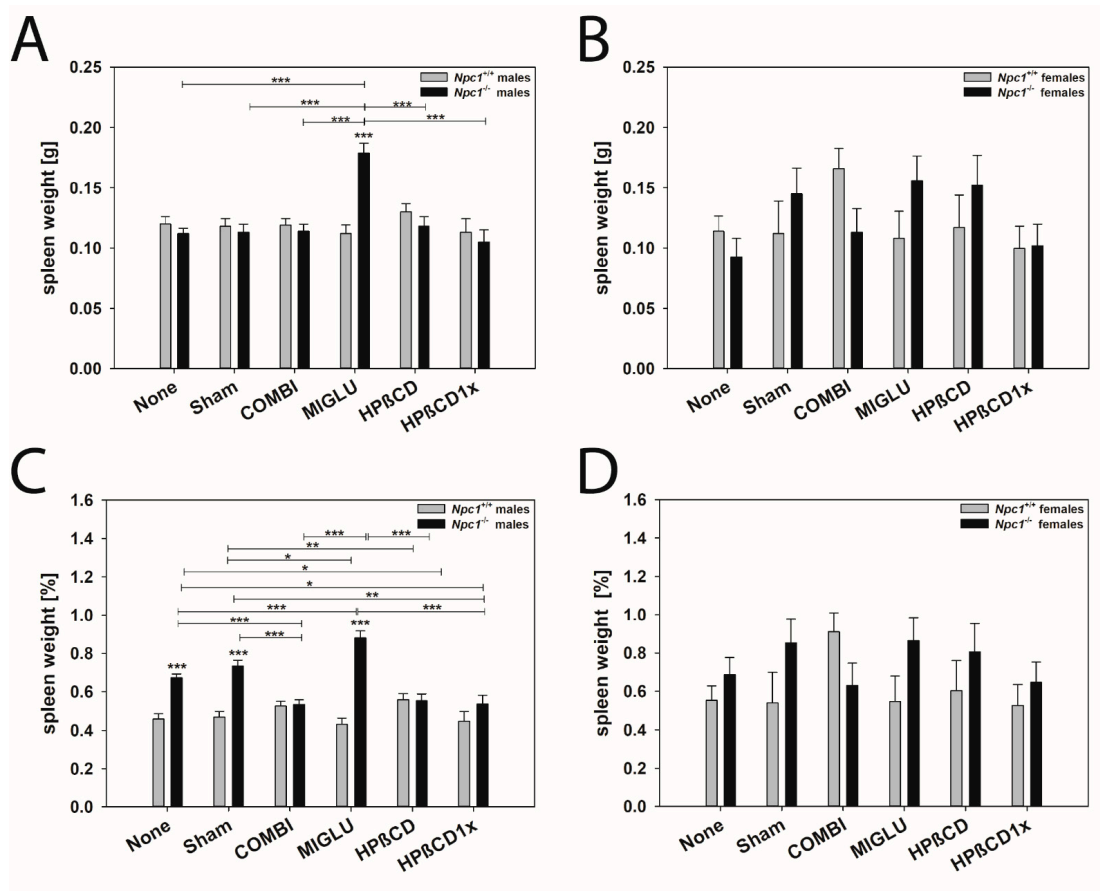 A
spleen weight [g]
0.25
0.20
0.15
0.10
0.05
0.00
Npc1+/+ males
Npc1-/- males
***
*** ***
*** ***
***
None Sham COMBI MIGLU HPßCD HPßCD1x
B
spleen weight [g]
0.25
0.20
0.15
0.10
0.05
0.00
Npc1+/+ females
Npc1-/- females
None Sham COMBI MIGLU HPßCD HPßCD1x
C
spleen weight [%]
1.6
1.4
1.2
1.0
0.8
0.6
0.4
0.2
0.0
Npc1+/+ males
Npc1-/- males
*** ***
**
*
*
*
**
*** ***
***
***
***
***
***
None Sham COMBI MIGLU HPßCD HPßCD1x
D
spleen weight [%]
1.6
1.4
1.2
1.0
0.8
0.6
0.4
0.2
0.0
Npc1+/+ females
Npc1-/- females
None Sham COMBI MIGLU HPßCD HPßCD1x